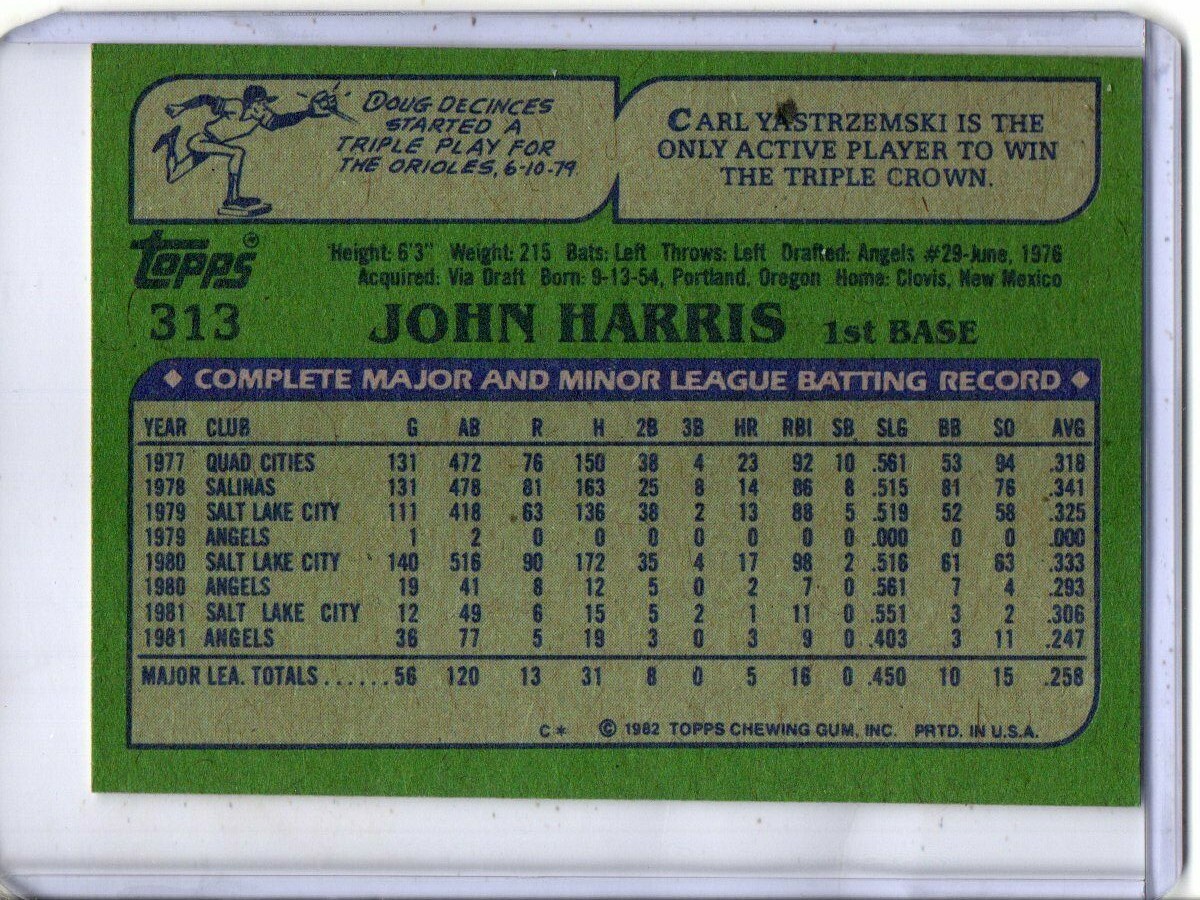 DOUG DECINCES
STARTED A
TRIPLE PLAY FOR
THE ORIOLES, 6-10-79
CARL YASTRZEMSKI IS THE
ONLY ACTIVE PLAYER TO WIN
THE TRIPLE CROWN.
Topps
313
Height: 6'3" Weight: 215 Bats: Left Throws: Left Drafted: Angels #29-June, 1976
Acquired: Via Draft Born: 9-13-54, Portland, Oregon Home: Clovis, New Mexico
JOHN HARRIS 1st BASE
COMPLETE MAJOR AND MINOR LEAGUE BATTING RECORD
YEAR CLUB G AB R H 2B 3B HR RBI SB SLG BB SO AVG
1977 QUAD CITIES 131 472 76 150 38 4 23 92 10 .561 53 94 .318
1978 SALINAS 131 478 81 163 25 8 14 86 8 .515 81 76 .341
1979 SALT LAKE CITY 111 418 63 136 38 2 13 88 5 .519 52 58 .325
1979 ANGELS 1 2 0 0 0 0 0 0 0 .000 0 0 .000
1980 SALT LAKE CITY 140 516 90 172 35 4 17 98 2 .516 61 63 .333
1980 ANGELS 19 41 8 12 5 0 2 7 0 .561 7 4 .293
1981 SALT LAKE CITY 12 49 6 15 5 2 1 11 0 .551 3 2 .306
1981 ANGELS 36 77 5 19 3 0 3 9 0 .403 3 11 .247
MAJOR LEA. TOTALS......56 120 13 31 8 0 5 16 0 .450 10 15 .258
C* © 1982 TOPPS CHEWING GUM, INC. PRTD. IN U.S.A.